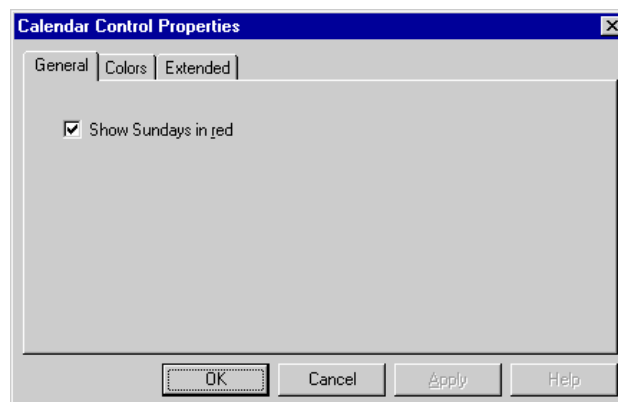 Calendar Control Properties
General Colors Extended
Show Sundays in red
OK Cancel Apply Help